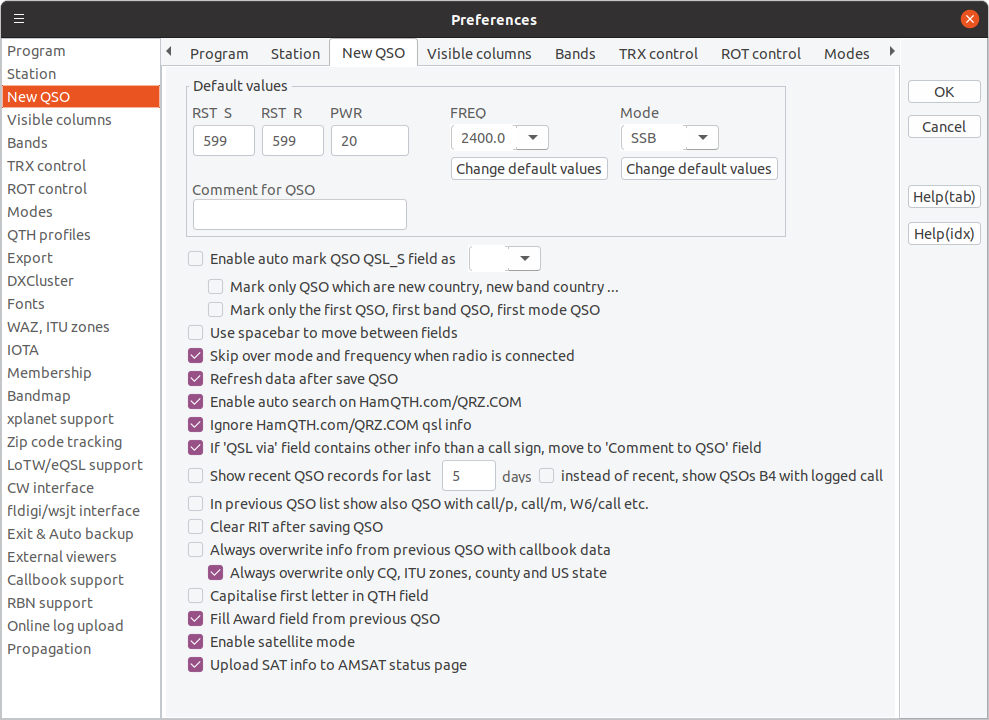 Preferences
Program
Station
New QSO
Visible columns
Bands
TRX control
ROT control
Modes
QTH profiles
Export
DXCluster
Fonts
WAZ, ITU zones
IOTA
Membership
Bandmap
xplanet support
Zip code tracking
LoTW/eQSL support
CW interface
fldigi/wsjt interface
Exit & Auto backup
External viewers
Callbook support
RBN support
Online log upload
Propagation
Program Station New QSO Visible columns Bands TRX control ROT control Modes
Default values
RST S RST R PWR FREQ Mode
599 599 20 2400.0 SSB
Change default values Change default values
Comment for QSO
Enable auto mark QSO QSL_S field as
Mark only QSO which are new country, new band country ...
Mark only the first QSO, first band QSO, first mode QSO
Use spacebar to move between fields
Skip over mode and frequency when radio is connected
Refresh data after save QSO
Enable auto search on HamQTH.com/QRZ.COM
Ignore HamQTH.com/QRZ.COM qsl info
If 'QSL via' field contains other info than a call sign, move to 'Comment to QSO' field
Show recent QSO records for last 5 days instead of recent, show QSOs B4 with logged call
In previous QSO list show also QSO with call/p, call/m, W6/call etc.
Clear RIT after saving QSO
Always overwrite info from previous QSO with callbook data
Always overwrite only CQ, ITU zones, county and US state
Capitalise first letter in QTH field
Fill Award field from previous QSO
Enable satellite mode
Upload SAT info to AMSAT status page
OK
Cancel
Help(tab)
Help(idx)